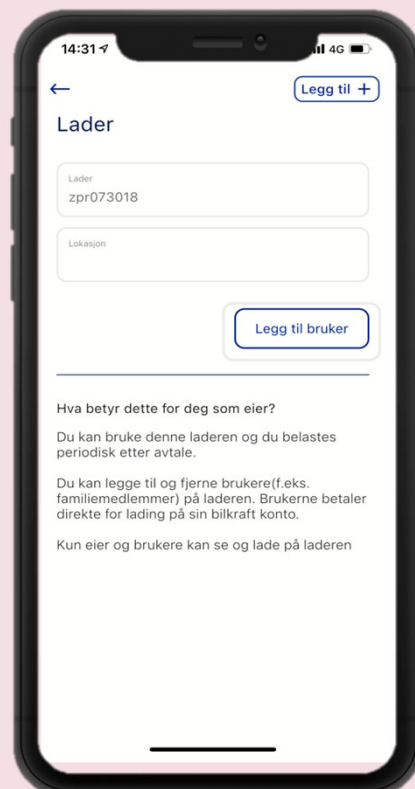 14:31 4G
Legg til +
Lader
Lader
zpr073018
Lokasjon
Legg til bruker
Hva betyr dette for deg som eier?
Du kan bruke denne laderen og du belastes
periodisk etter avtale.
Du kan legge til og fjerne brukere(f.eks.
familiemedlemmer) på laderen. Brukerne betaler
direkte for lading på sin bilkraft konto.
Kun eier og brukere kan se og lade på laderen